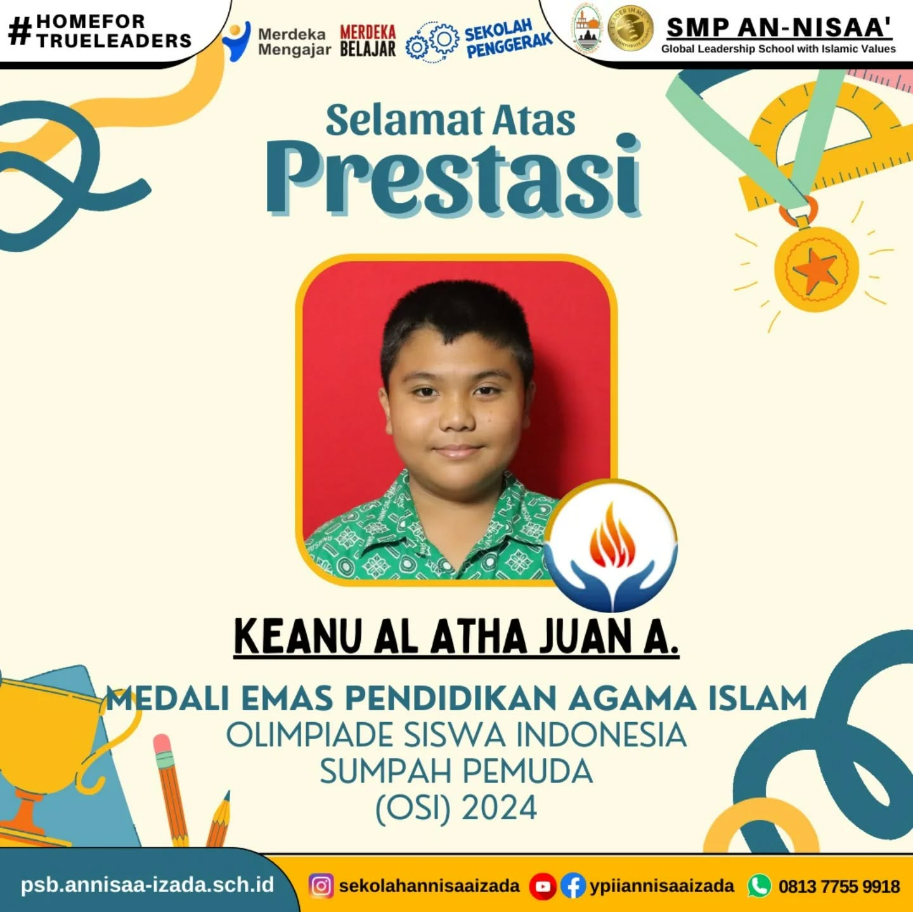 #HOMEFOR
TRUELEADERS
Merdeka
Mengajar
MERDEKA
BELAJAR
SEKOLAH
PENGGERAK
SMP AN-NISAA'
Global Leadership School with Islamic Values
Selamat Atas
Prestasi
KEANU AL ATHA JUAN A.
MEDALI EMAS PENDIDIKAN AGAMA ISLAM
OLIMPIADE SISWA INDONESIA
SUMPAH PEMUDA
(OSI) 2024
psb.annisaa-izada.sch.id
sekolahannisaaizada
ypiiannisaaizada
0813 7755 9918